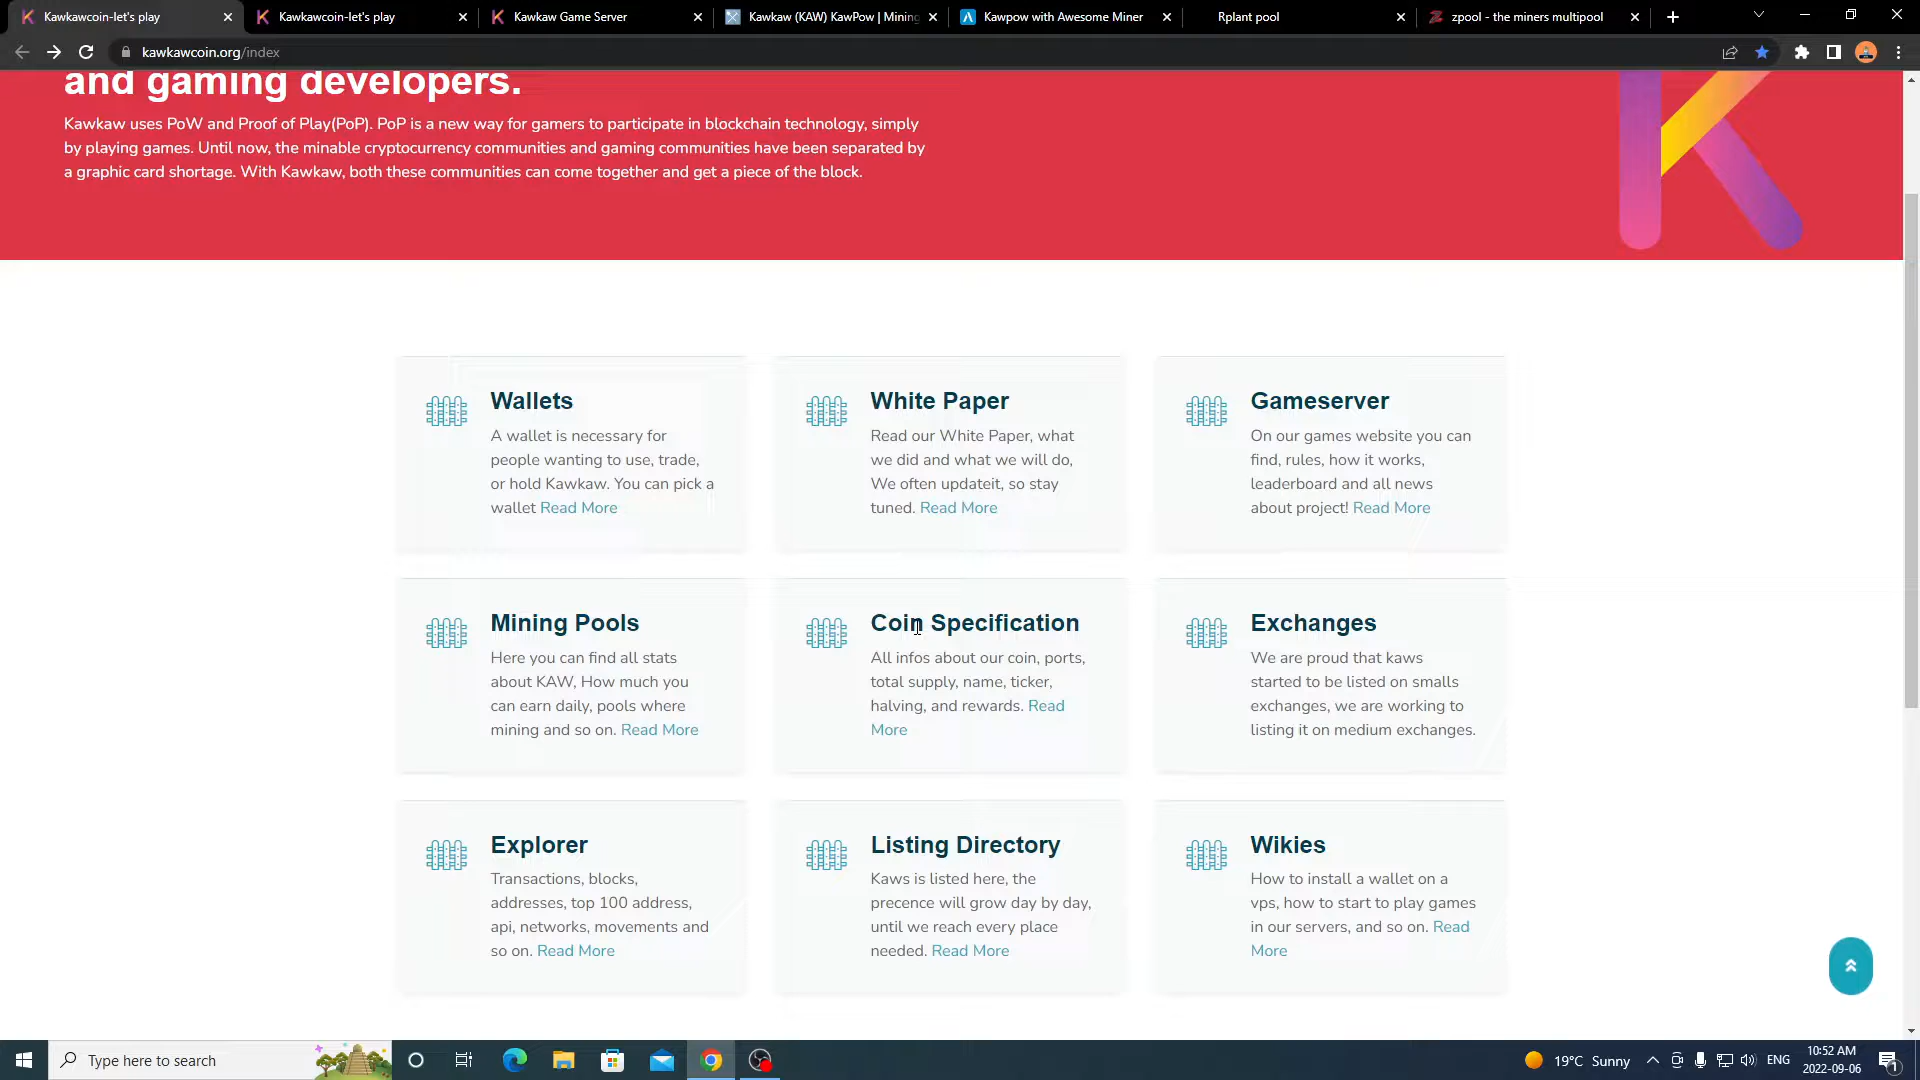 Kawkawcoin-let's play
Kawkawcoin-let's play
Kawkaw Game Server
Kawkaw (KAW) KawPow | Mining
Kawpow with Awesome Miner
Rplant pool
zpool - the miners multipool
kawkawcoin.org/index
and gaming developers.
Kawkaw uses PoW and Proof of Play(PoP). PoP is a new way for gamers to participate in blockchain technology, simply
by playing games. Until now, the minable cryptocurrency communities and gaming communities have been separated by
a graphic card shortage. With Kawkaw, both these communities can come together and get a piece of the block.
Wallets
A wallet is necessary for
people wanting to use, trade,
or hold Kawkaw. You can pick a
wallet Read More
White Paper
Read our White Paper, what
we did and what we will do,
We often updateit, so stay
tuned. Read More
Gameserver
On our games website you can
find, rules, how it works,
leaderboard and all news
about project! Read More
Mining Pools
Here you can find all stats
about KAW, How much you
can earn daily, pools where
mining and so on. Read More
Coin Specification
All infos about our coin, ports,
total supply, name, ticker,
halving, and rewards. Read
More
Exchanges
We are proud that kaws
started to be listed on smalls
exchanges, we are working to
listing it on medium exchanges.
Explorer
Transactions, blocks,
addresses, top 100 address,
api, networks, movements and
so on. Read More
Listing Directory
Kaws is listed here, the
precence will grow day by day,
until we reach every place
needed. Read More
Wikies
How to install a wallet on a
vps, how to start to play games
in our servers, and so on. Read
More
Type here to search
19°C Sunny
ENG
10:52 AM
2022-09-06
1